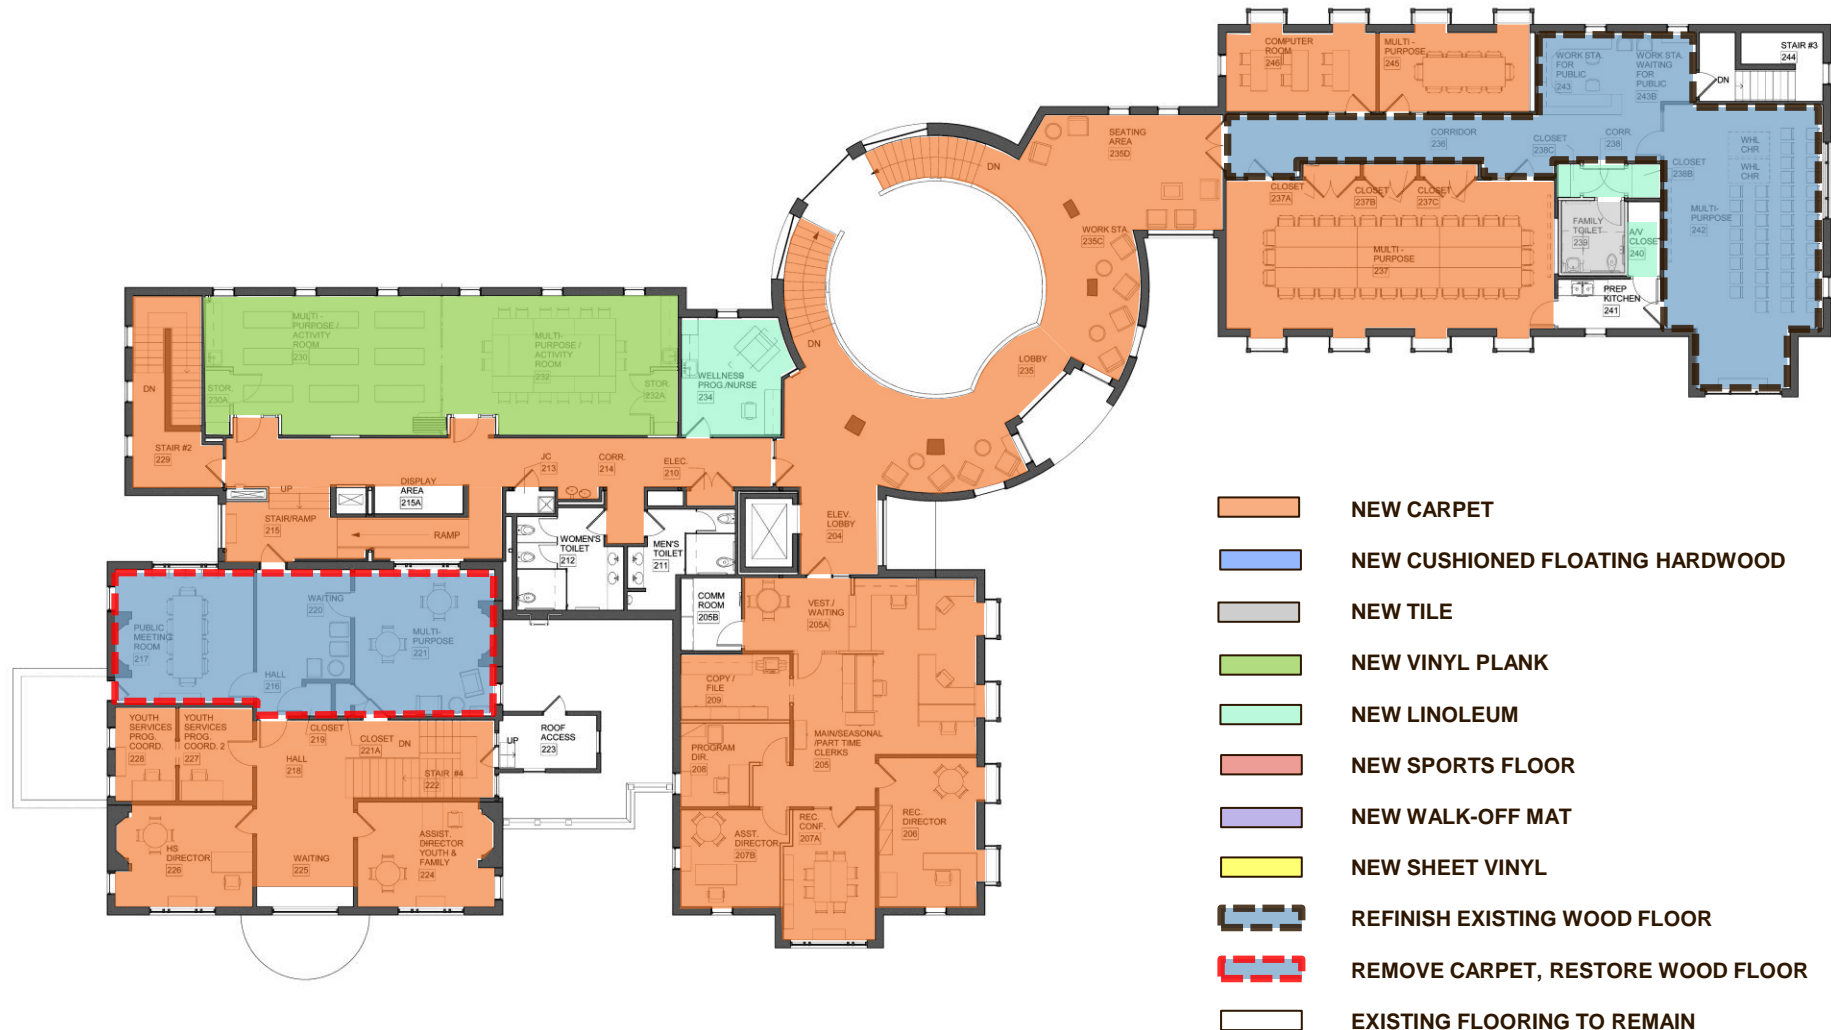 COMPUTER
ROOM
246
MULTI -
PURPOSE
245
WORK STA.
FOR
PUBLIC
243
WORK STA.
WAITING
FOR
PUBLIC
243B
STAIR #3
244
DN
SEATING
AREA
235D
CORRIDOR
236
CLOSET
238C
CORR.
238
WHL
CHR
WHL
CHR
CLOSET
238B
DN
CLOSET
237A
CLOSET
237B
CLOSET
237C
MULTI-
PURPOSE
242
WORK STA.
235C
FAMILY
TOILET
239
A/V
CLOSE
240
MULTI -
PURPOSE
237
PREP
KITCHEN
241
MULTI -
PURPOSE /
ACTIVITY
ROOM
230
MULTI-
PURPOSE /
ACTIVITY
ROOM
232
DN
LOBBY
235
DN
STOR.
230A
STOR.
232A
WELLNESS
PROG./NURSE
234
STAIR #2
229
JC
213
CORR.
214
ELEC.
210
UP
DISPLAY
AREA
215A
STAIR/RAMP
215
RAMP
WOMEN'S
TOILET
212
MEN'S
TOILET
211
ELEV.
LOBBY
204
COMM
ROOM
205B
VEST./
WAITING
205A
PUBLIC
MEETING
ROOM
217
WAITING
220
MULTI-
PURPOSE
221
HALL
216
COPY /
FILE
209
YOUTH
SERVICES
PROG.
COORD.
228
YOUTH
SERVICES
PROG.
COORD. 2
227
CLOSET
219
CLOSET
221A
DN
UP
ROOF
ACCESS
223
HALL
218
STAIR #4
222
PROGRAM
DIR.
208
MAIN/SEASONAL
/PART TIME
CLERKS
205
HS
DIRECTOR
226
WAITING
225
ASSIST.
DIRECTOR
YOUTH &
FAMILY
224
ASST.
DIRECTOR
207B
REC.
CONF.
207A
REC.
DIRECTOR
206
NEW CARPET
NEW CUSHIONED FLOATING HARDWOOD
NEW TILE
NEW VINYL PLANK
NEW LINOLEUM
NEW SPORTS FLOOR
NEW WALK-OFF MAT
NEW SHEET VINYL
REFINISH EXISTING WOOD FLOOR
REMOVE CARPET, RESTORE WOOD FLOOR
EXISTING FLOORING TO REMAIN